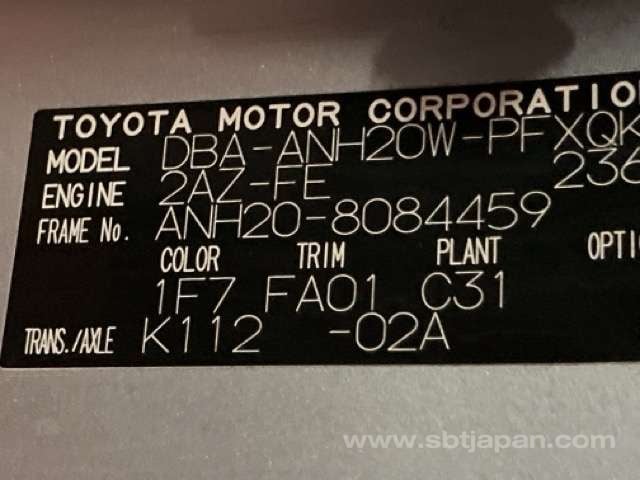 TOYOTA MOTOR CORPORATIO
MODEL DBA-ANH20W-PFXQK
ENGINE 2AZ-FE 236
FRAME No. ANH20-8084459
COLOR TRIM PLANT OPTI
1F7 FA01 C31
TRANS./AXLE K112 -02A
www.sbtjapan.com